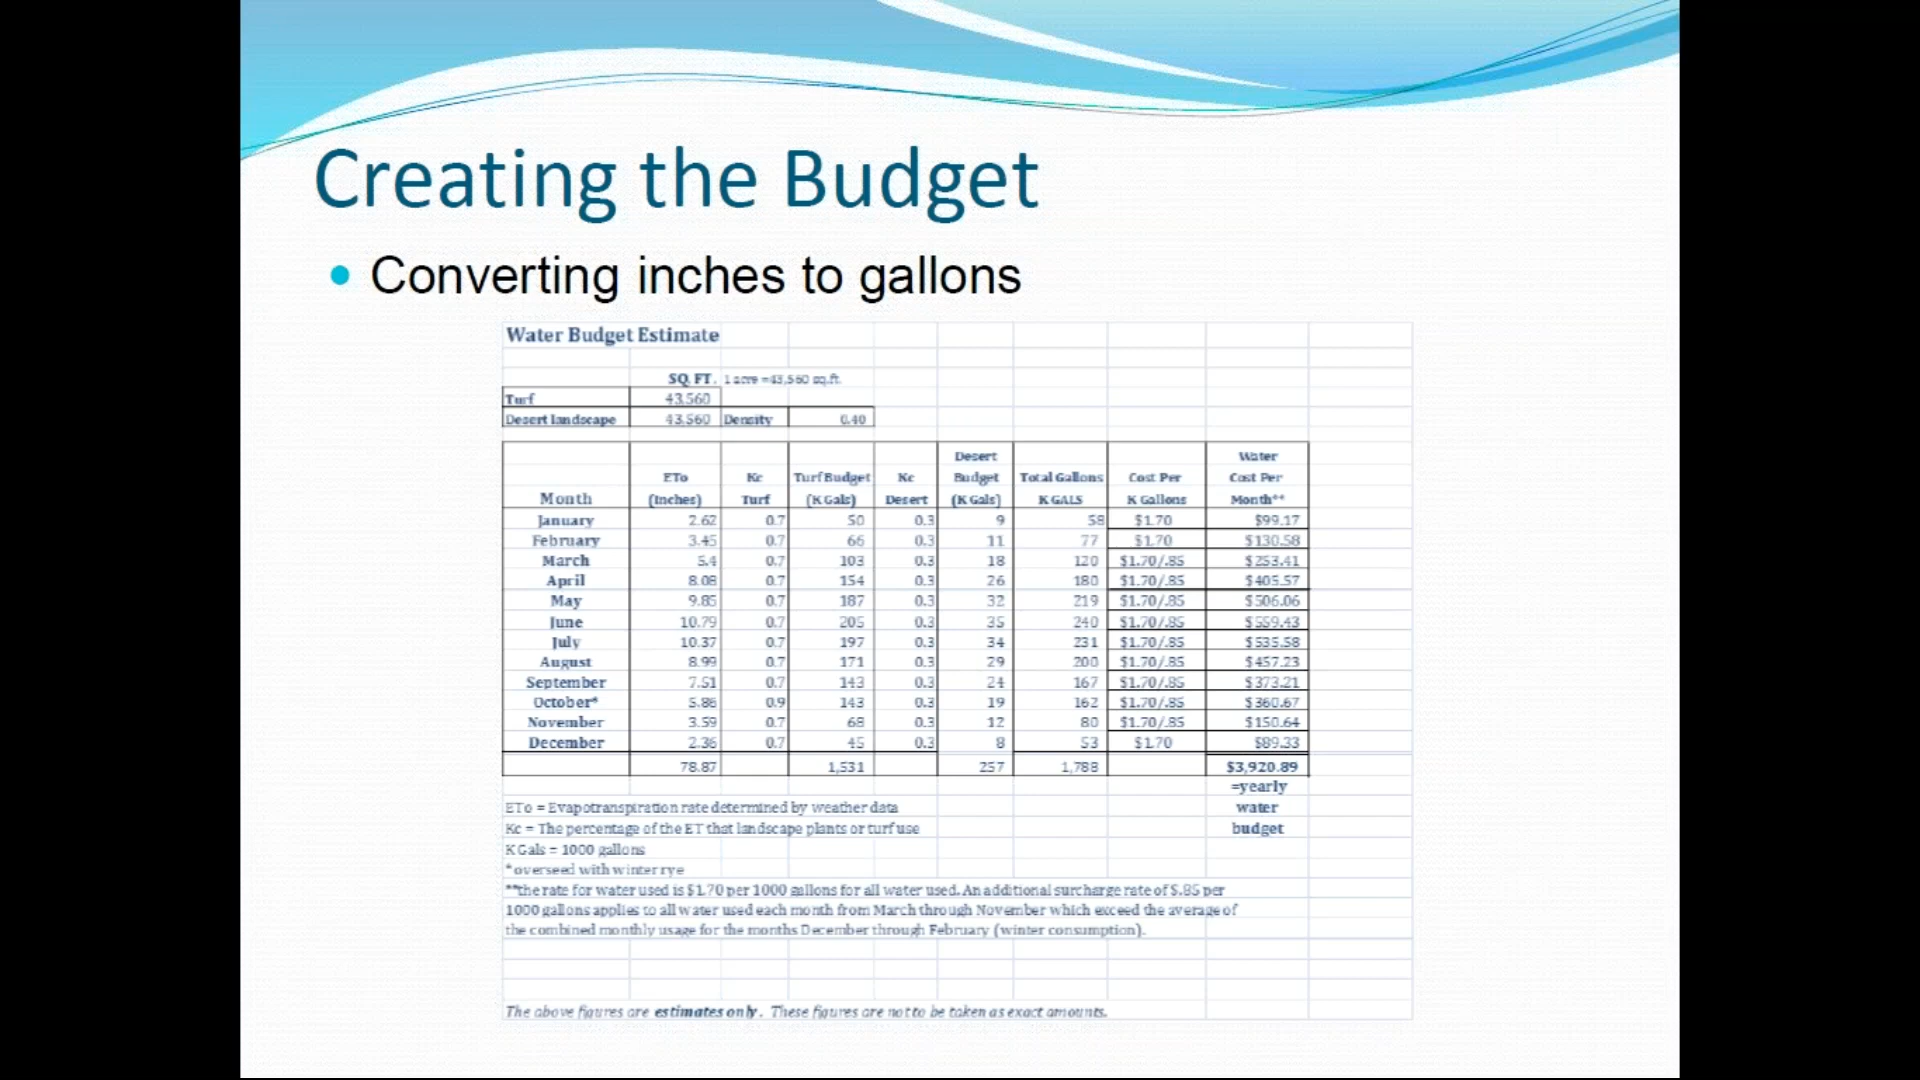 Creating the Budget
Converting inches to gallons
Water Budget Estimate
SQ. FT. 1 acre =43,560 sq.ft.
Turf 43,560
Desert landscape 43,560 Density 0.40
Desert Water
ETo Kc Turf Budget Kc Budget Total Gallons Cost Per Cost Per
Month (Inches) Turf (K Gals) Desert (K Gals) K GALS K Gallons Month**
January 2.62 0.7 50 0.3 9 58 $1.70 $99.17
February 3.45 0.7 66 0.3 11 77 $1.70 $130.58
March 5.4 0.7 103 0.3 18 120 $1.70/.85 $253.41
April 8.08 0.7 154 0.3 26 180 $1.70/.85 $405.57
May 9.85 0.7 187 0.3 32 219 $1.70/.85 $506.06
June 10.79 0.7 205 0.3 35 240 $1.70/.85 $559.43
July 10.37 0.7 197 0.3 34 231 $1.70/.85 $535.58
August 8.99 0.7 171 0.3 29 200 $1.70/.85 $457.23
September 7.51 0.7 143 0.3 24 167 $1.70/.85 $373.21
October* 5.86 0.9 143 0.3 19 162 $1.70/.85 $360.67
November 3.59 0.7 68 0.3 12 80 $1.70/.85 $150.64
December 2.36 0.7 45 0.3 8 53 $1.70 $89.33
78.87 1,531 257 1,788 $3,920.89
=yearly
ETo = Evapotranspiration rate determined by weather data water
Kc = The percentage of the ET that landscape plants or turf use budget
K Gals = 1000 gallons
*overseed with winter rye
**the rate for water used is $1.70 per 1000 gallons for all water used. An additional surcharge rate of $.85 per
1000 gallons applies to all water used each month from March through November which exceed the average of
the combined monthly usage for the months December through February (winter consumption).
The above figures are estimates only. These figures are not to be taken as exact amounts.